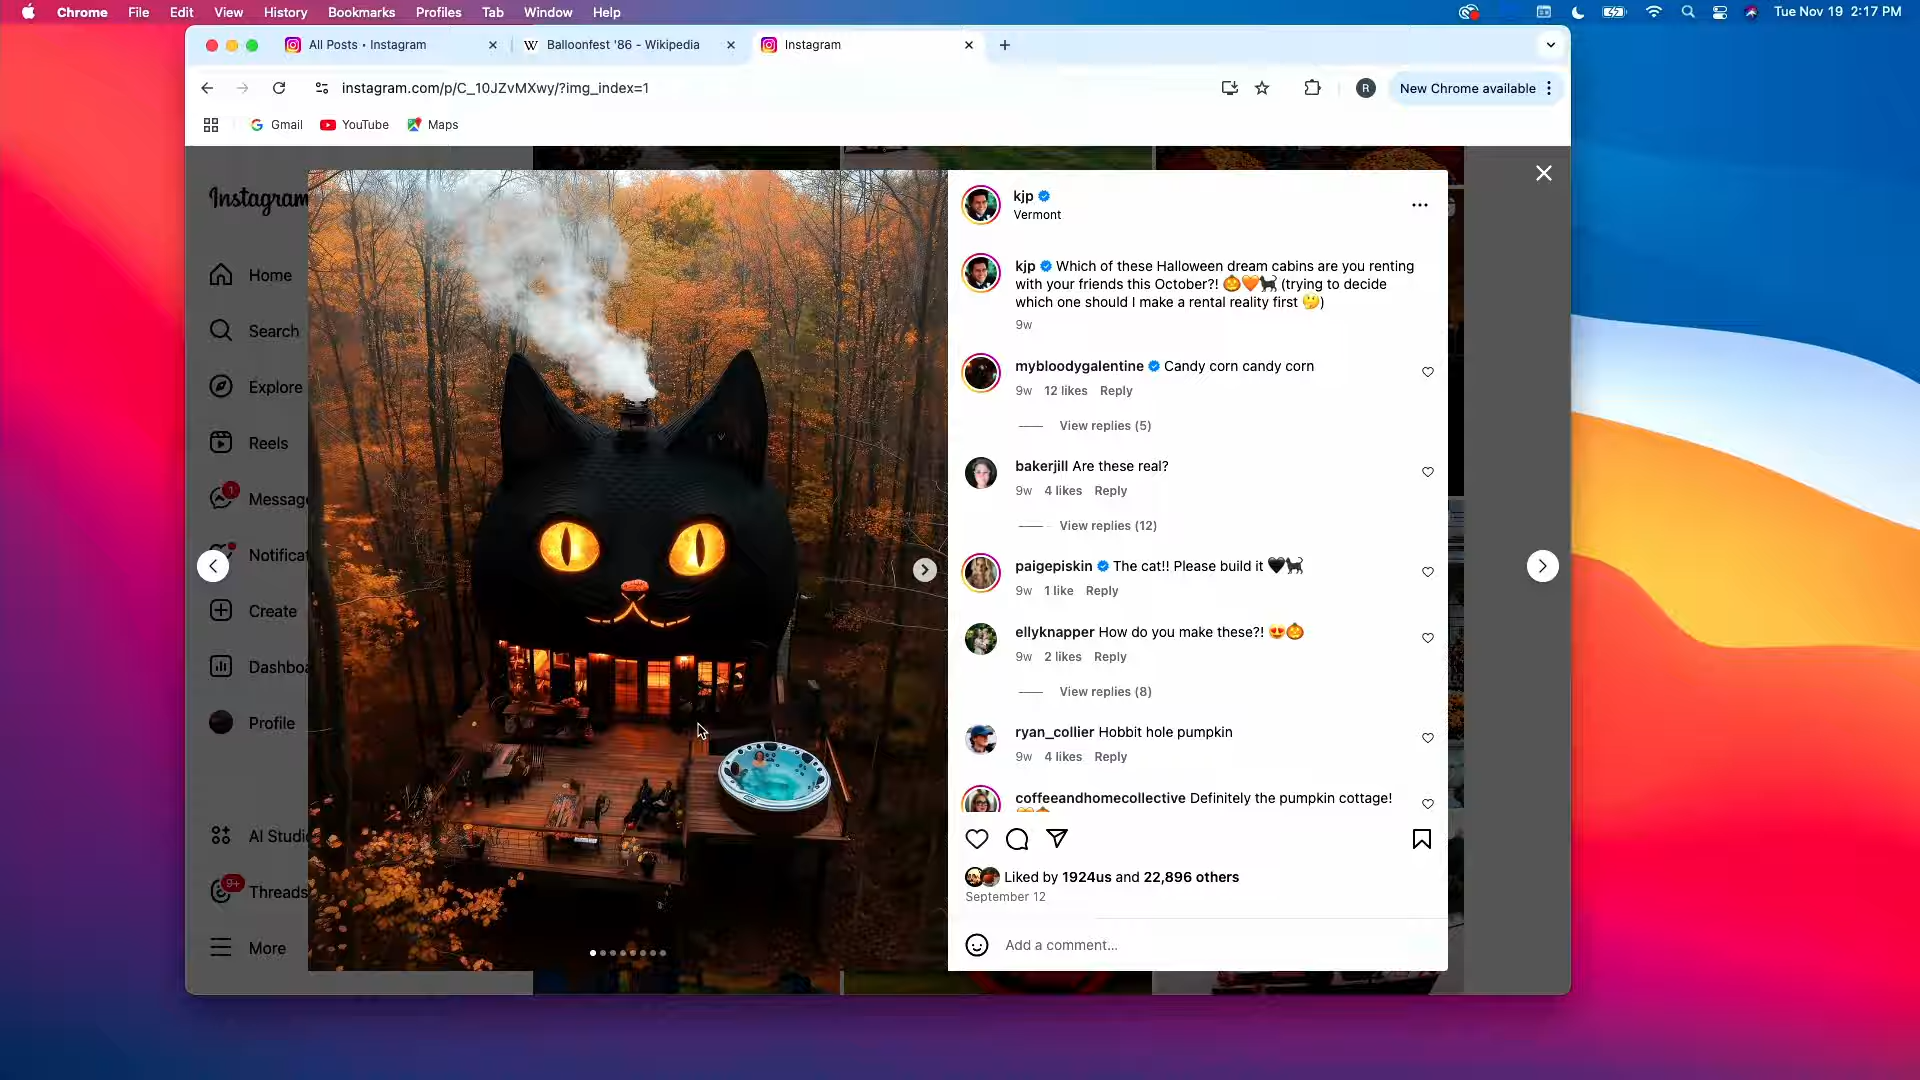 Chrome File Edit View History Bookmarks Profiles Tab Window Help
Tue Nov 19 2:17 PM
All Posts • Instagram
W Balloonfest '86 - Wikipedia
Instagram
instagram.com/p/C_10JZvMXwy/?img_index=1
R
New Chrome available
Gmail
YouTube
Maps
Instagram
Home
Search
Explore
Reels
1
Messag
Notificat
Create
Dashboa
Profile
AI Studi
9+
Threads
More
kjp
Vermont
kjp Which of these Halloween dream cabins are you renting
with your friends this October?! 🎃🧡🐈‍⬛ (trying to decide
which one should I make a rental reality first 🤔)
9w
mybloodygalentine Candy corn candy corn
9w 12 likes Reply
View replies (5)
bakerjill Are these real?
9w 4 likes Reply
View replies (12)
paigepiskin The cat!! Please build it 🖤🐈‍⬛
9w 1 like Reply
ellyknapper How do you make these?! 😍🎃
9w 2 likes Reply
View replies (8)
ryan_collier Hobbit hole pumpkin
9w 4 likes Reply
coffeeandhomecollective Definitely the pumpkin cottage!
Liked by 1924us and 22,896 others
September 12
Add a comment...